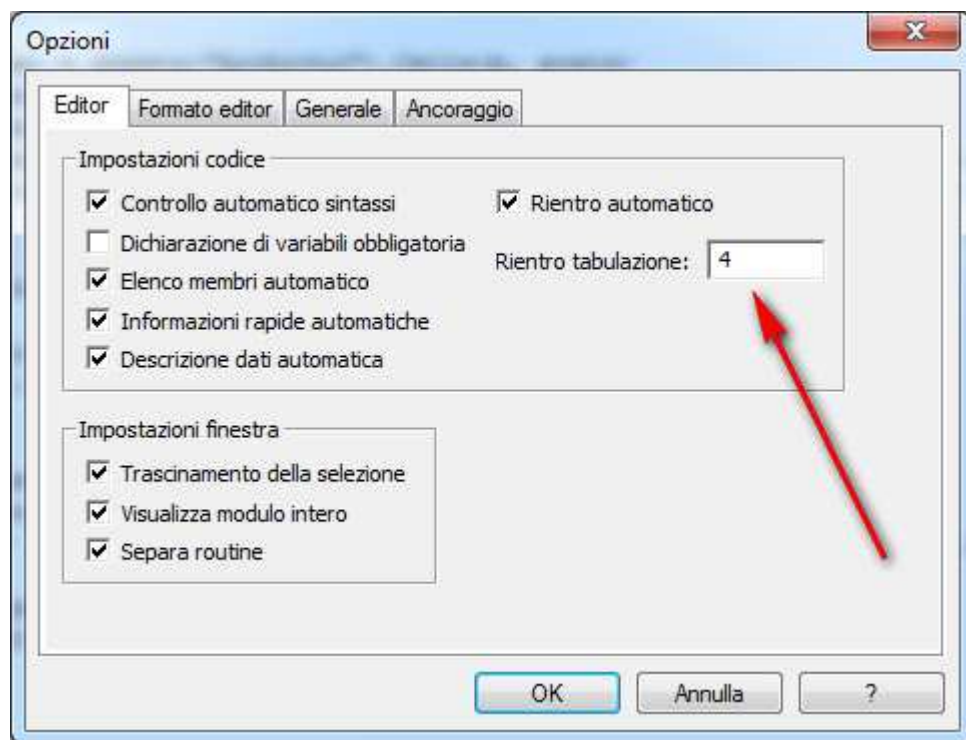 Opzioni
Editor Formato editor Generale Ancoraggio
Impostazioni codice
Controllo automatico sintassi
Rientro automatico
Dichiarazione di variabili obbligatoria
Rientro tabulazione: 4
Elenco membri automatico
Informazioni rapide automatiche
Descrizione dati automatica
Impostazioni finestra
Trascinamento della selezione
Visualizza modulo intero
Separa routine
OK Annulla ?